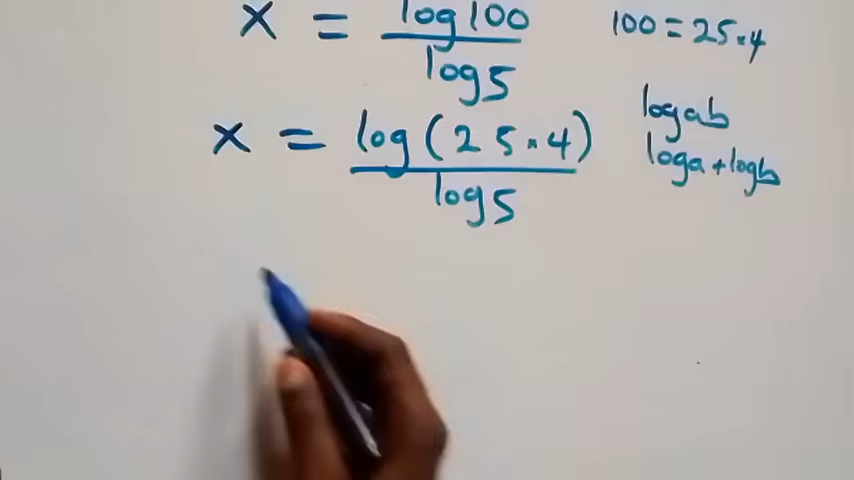 x = log100 / log5
100 = 25·4
x = log(25·4) / log5
logab
loga + logb